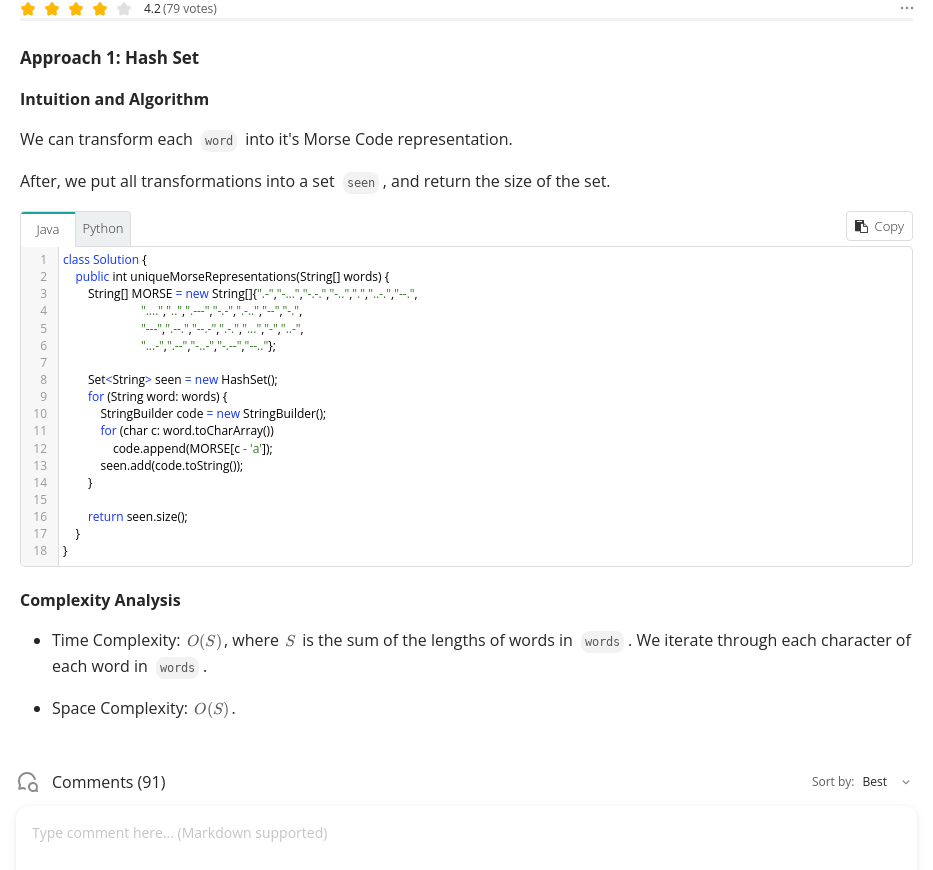 4.2 (79 votes)
Approach 1: Hash Set
Intuition and Algorithm
We can transform each word into it's Morse Code representation.
After, we put all transformations into a set seen , and return the size of the set.
Java Python Copy
1 class Solution {
2 public int uniqueMorseRepresentations(String[] words) {
3 String[] MORSE = new String[]{".-","-...","-.-.","-..",".","..-.","--.",
4 "....","..",".---","-.-",".-..","--","-.",
5 "---",".--.","--.-",".-.","...","-","..-",
6 "...-",".--","-..-","-.--","--.."};
7
8 Set<String> seen = new HashSet();
9 for (String word: words) {
10 StringBuilder code = new StringBuilder();
11 for (char c: word.toCharArray())
12 code.append(MORSE[c - 'a']);
13 seen.add(code.toString());
14 }
15
16 return seen.size();
17 }
18 }
Complexity Analysis
• Time Complexity: O(S), where S is the sum of the lengths of words in words . We iterate through each character of
each word in words .
• Space Complexity: O(S).
Comments (91) Sort by: Best
Type comment here... (Markdown supported)